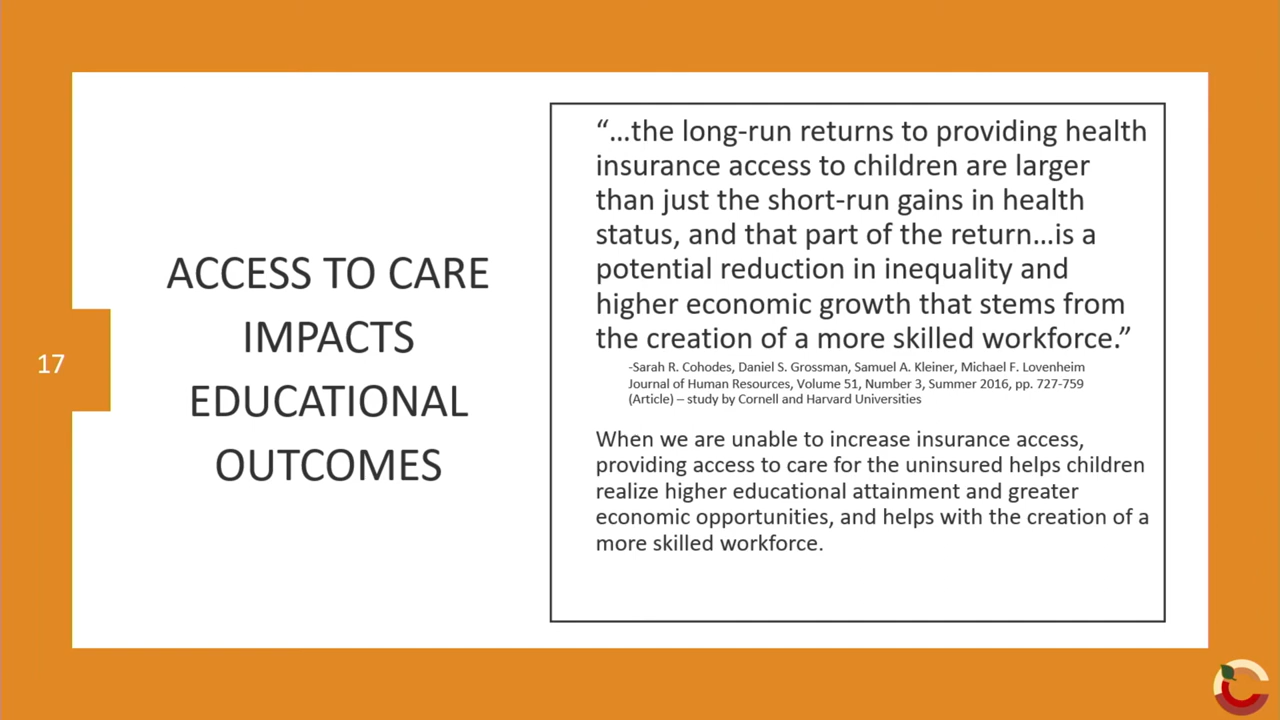 17
ACCESS TO CARE
IMPACTS
EDUCATIONAL
OUTCOMES
“…the long-run returns to providing health
insurance access to children are larger
than just the short-run gains in health
status, and that part of the return…is a
potential reduction in inequality and
higher economic growth that stems from
the creation of a more skilled workforce.”
-Sarah R. Cohodes, Daniel S. Grossman, Samuel A. Kleiner, Michael F. Lovenheim
Journal of Human Resources, Volume 51, Number 3, Summer 2016, pp. 727-759
(Article) – study by Cornell and Harvard Universities
When we are unable to increase insurance access,
providing access to care for the uninsured helps children
realize higher educational attainment and greater
economic opportunities, and helps with the creation of a
more skilled workforce.